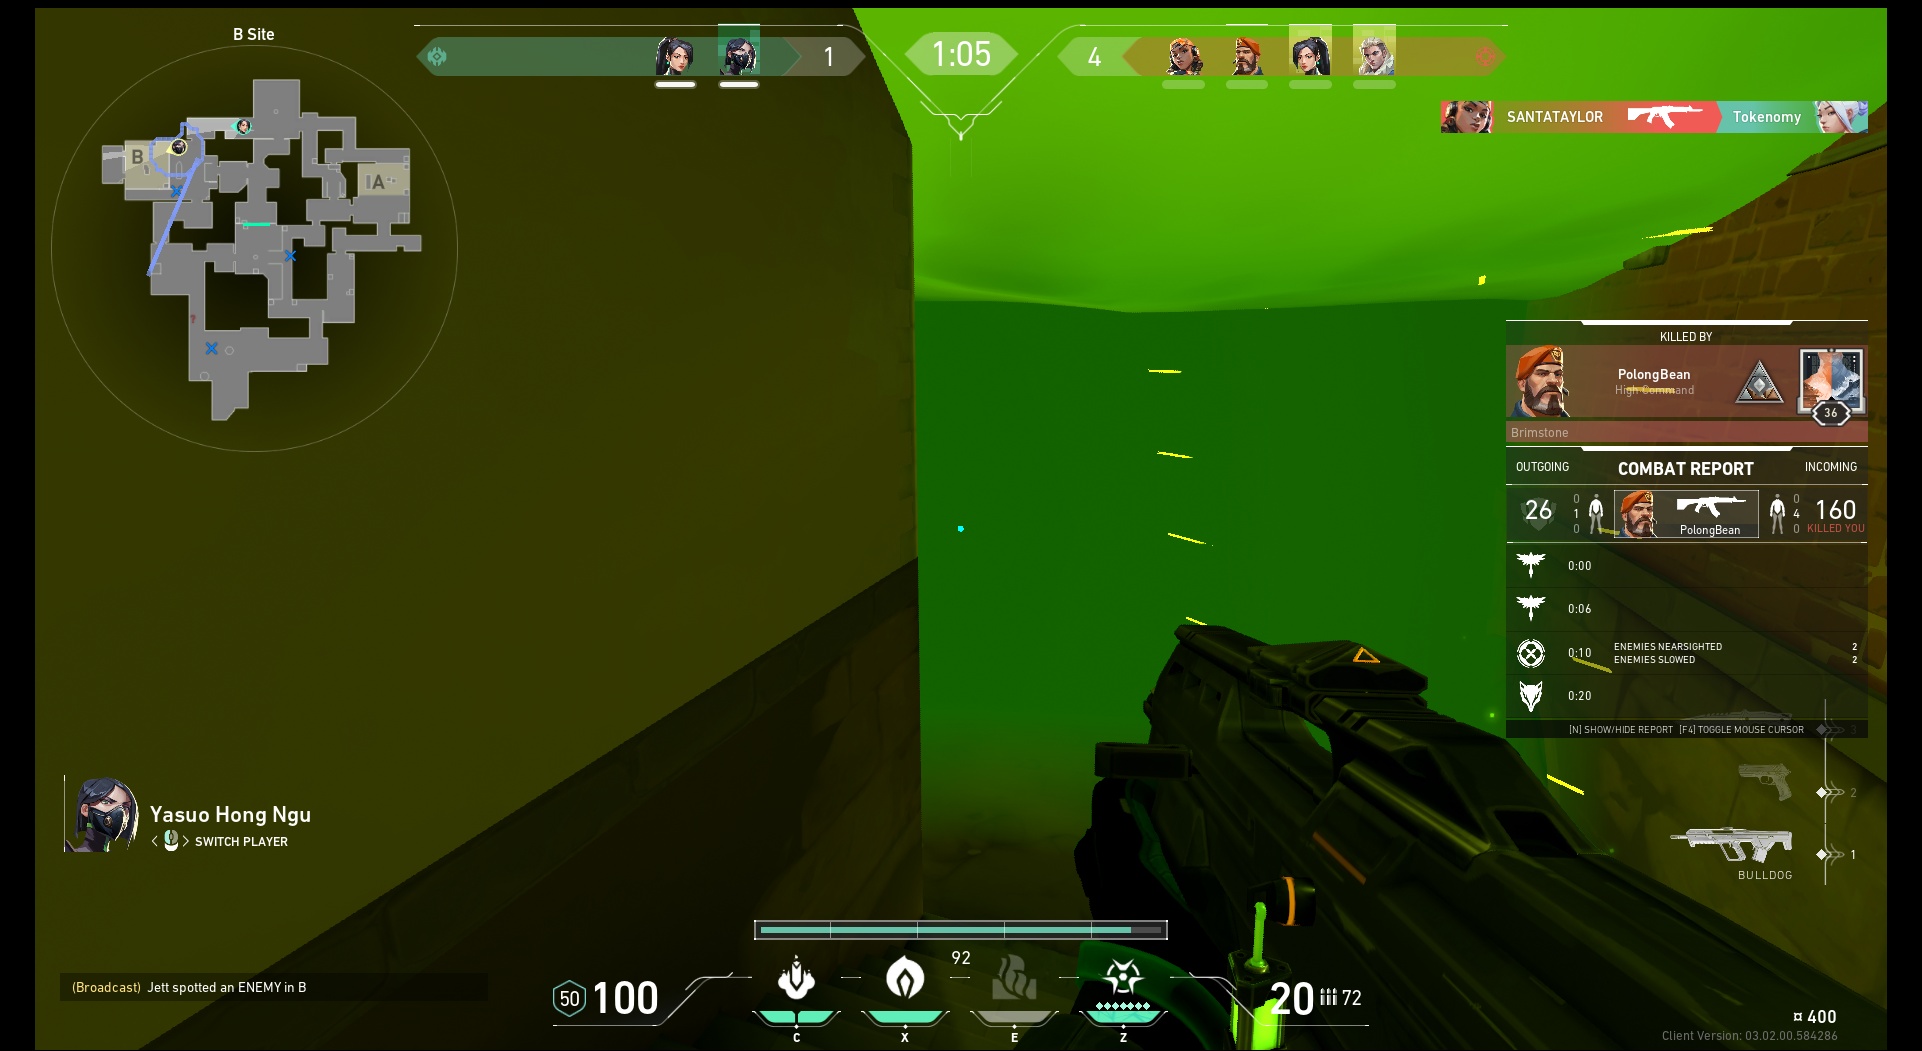 B Site
1
1:05
4
SANTATAYLOR
Tokenomy
B
A
KILLED BY
PolongBean
High Command
36
Brimstone
OUTGOING
COMBAT REPORT
INCOMING
26
0
1
0
PolongBean
0
4
0
160
KILLED YOU
0:00
0:06
0:10
ENEMIES NEARSIGHTED
2
ENEMIES SLOWED
2
0:20
[N] SHOW/HIDE REPORT [F4] TOGGLE MOUSE CURSOR
3
2
1
BULLDOG
Yasuo Hong Ngu
< > SWITCH PLAYER
(Broadcast) Jett spotted an ENEMY in B
92
50
100
C
X
E
Z
20
72
¤ 400
Client Version: 03.02.00.584286